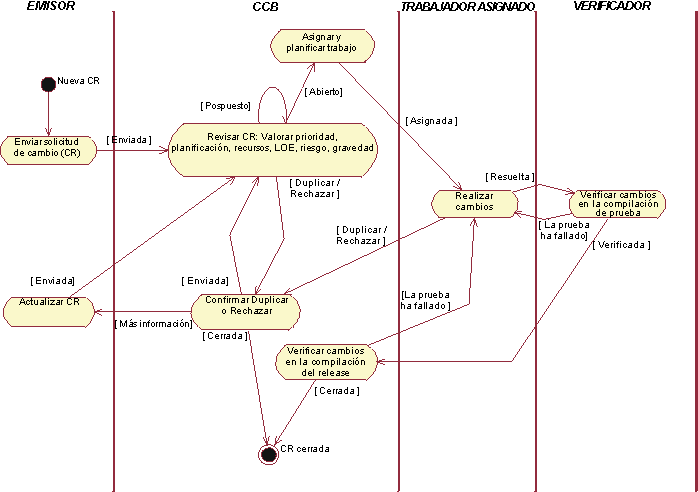 EMISOR
CCB
TRABAJADOR ASIGNADO
VERIFICADOR
Asignar y
planificar trabajo
Nueva CR
[ Pospuesto]
[ Abierto]
Enviar solicitud
de cambio (CR)
[ Enviada ]
Revisar CR: Valorar prioridad,
planificación, recursos, LOE, riesgo, gravedad
[ Asignada ]
[ Duplicar /
Rechazar ]
[ Resuelta ]
Realizar
cambios
Verificar cambios
en la compilación
de prueba
[ Duplicar /
Rechazar ]
[ La prueba
ha fallado ]
[ Verificada ]
[ Enviada ]
[ Enviada ]
Actualizar CR
Confirmar Duplicar
o Rechazar
[La prueba
ha fallado ]
[ Más información]
[ Cerrada ]
Verificar cambios
en la compilación
del release
[ Cerrada ]
CR cerrada